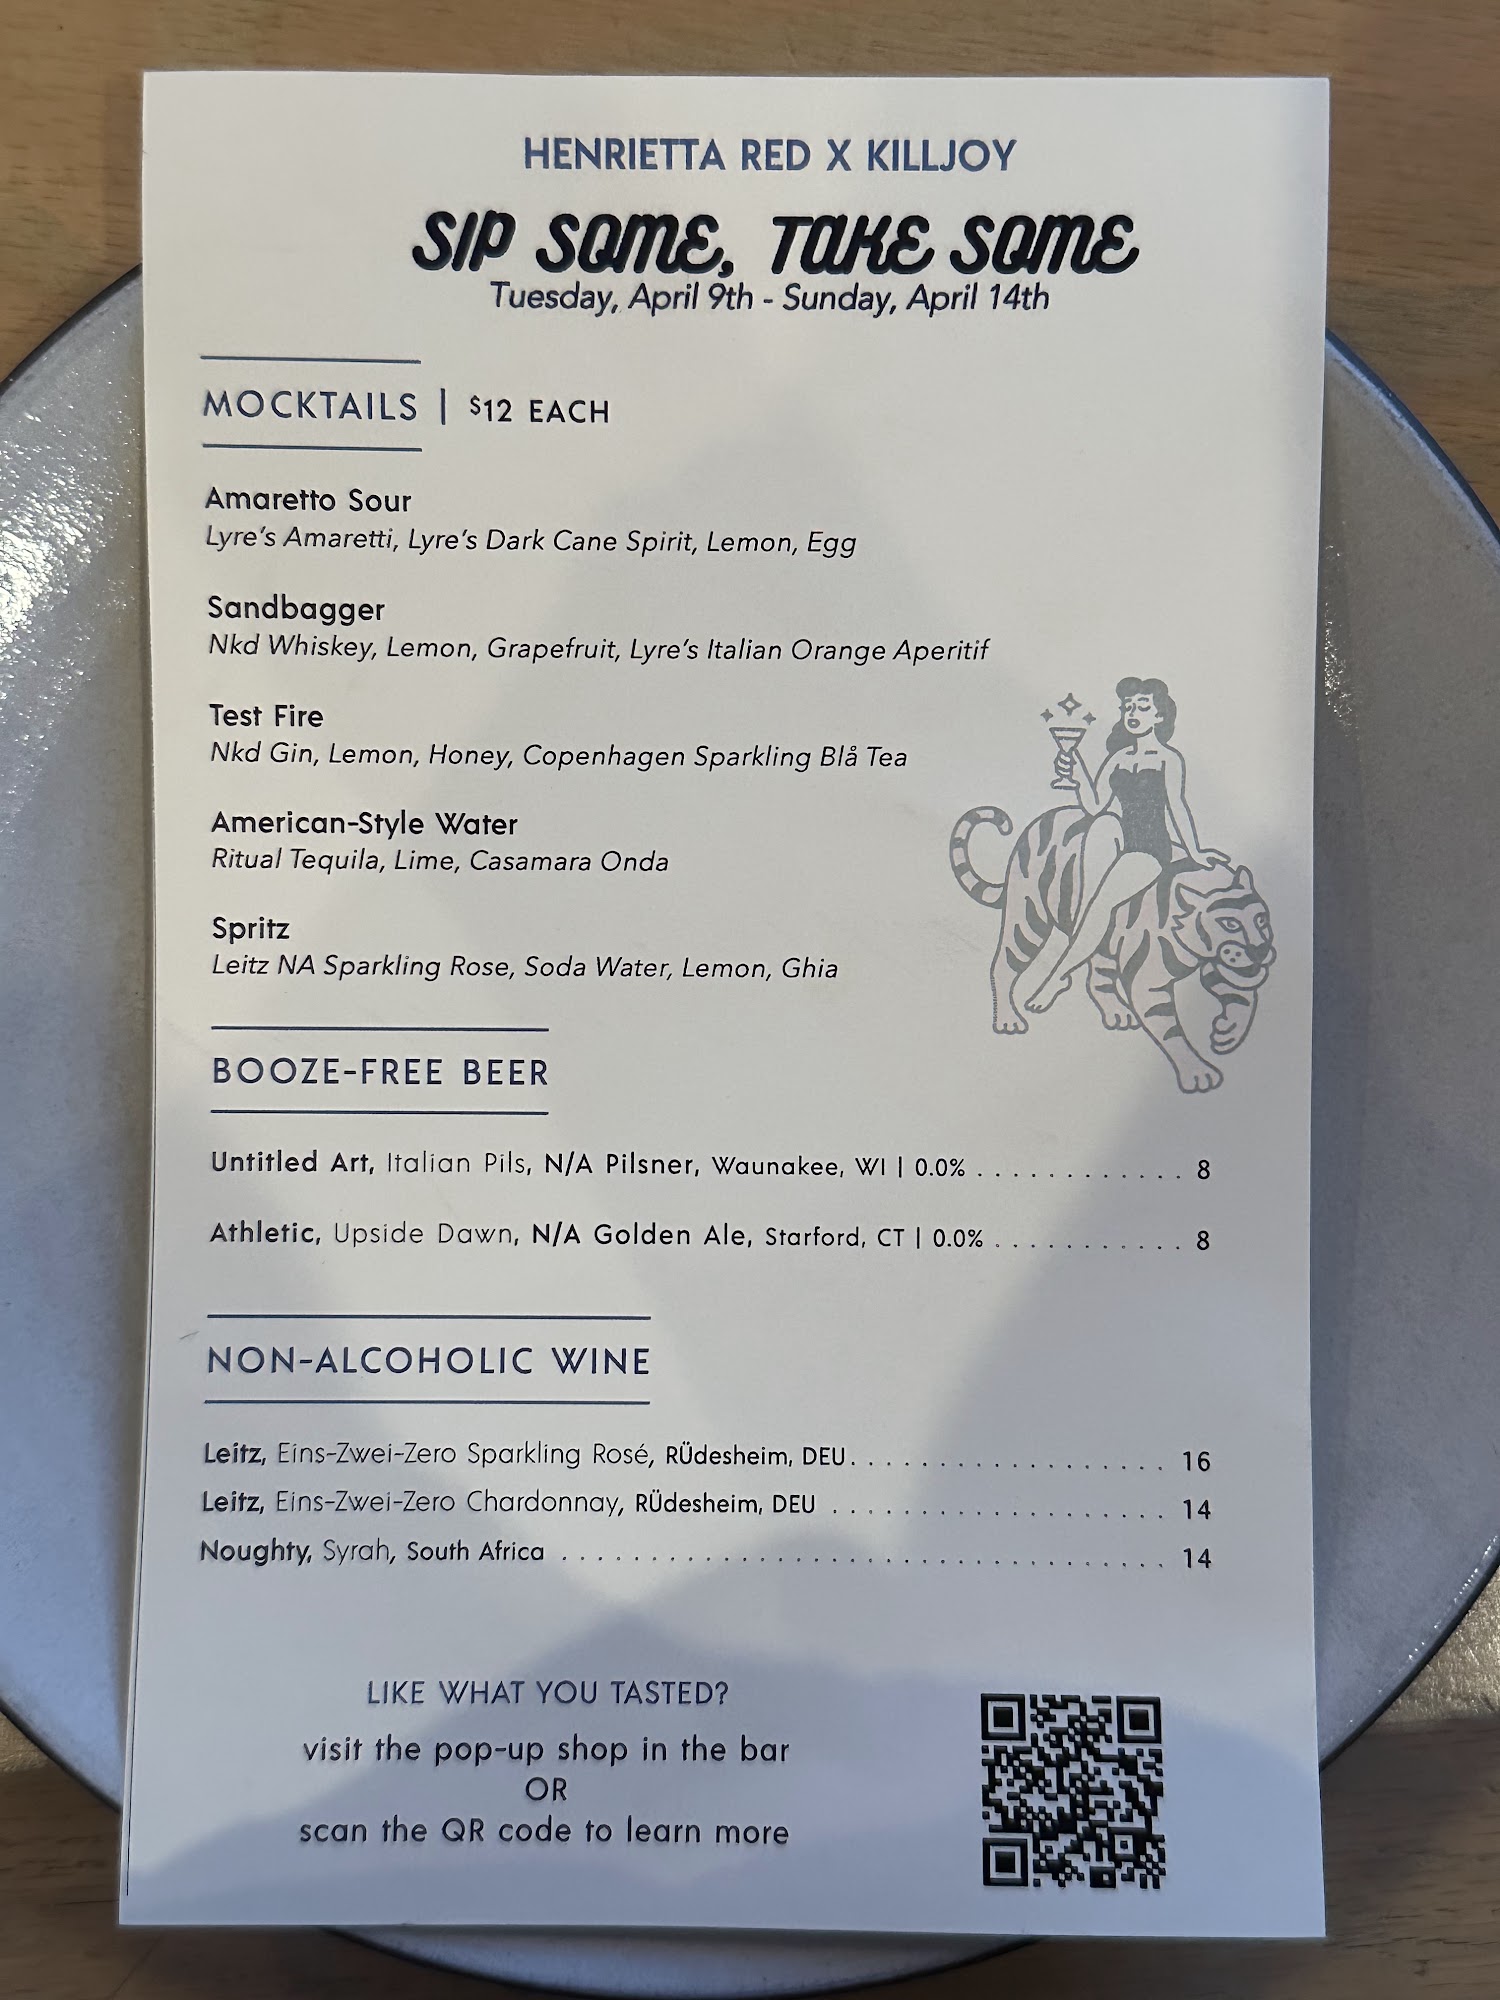 HENRIETTA RED X KILLJOY
SIP SOME, TAKE SOME
Tuesday, April 9th - Sunday, April 14th
MOCKTAILS | $12 EACH
Amaretto Sour
Lyre's Amaretti, Lyre's Dark Cane Spirit, Lemon, Egg
Sandbagger
Nkd Whiskey, Lemon, Grapefruit, Lyre's Italian Orange Aperitif
Test Fire
Nkd Gin, Lemon, Honey, Copenhagen Sparkling Blå Tea
American-Style Water
Ritual Tequila, Lime, Casamara Onda
Spritz
Leitz NA Sparkling Rose, Soda Water, Lemon, Ghia
BOOZE-FREE BEER
Untitled Art, Italian Pils, N/A Pilsner, Waunakee, WI | 0.0% . . . . . . . . . . . . 8
Athletic, Upside Dawn, N/A Golden Ale, Starford, CT | 0.0% . . . . . . . . . . . 8
NON-ALCOHOLIC WINE
Leitz, Eins-Zwei-Zero Sparkling Rosé, RÜdesheim, DEU. . . . . . . . . . . . . . . . . . 16
Leitz, Eins-Zwei-Zero Chardonnay, RÜdesheim, DEU . . . . . . . . . . . . . . . . . . . 14
Noughty, Syrah, South Africa . . . . . . . . . . . . . . . . . . . . . . . . . . . . . . . . . . 14
LIKE WHAT YOU TASTED?
visit the pop-up shop in the bar
OR
scan the QR code to learn more